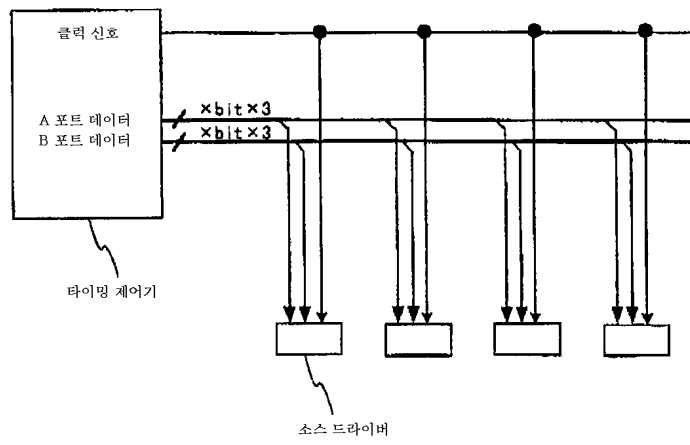 클럭 신호
A 포트 데이터 ×bit×3
B 포트 데이터 ×bit×3
타이밍 제어기
소스 드라이버